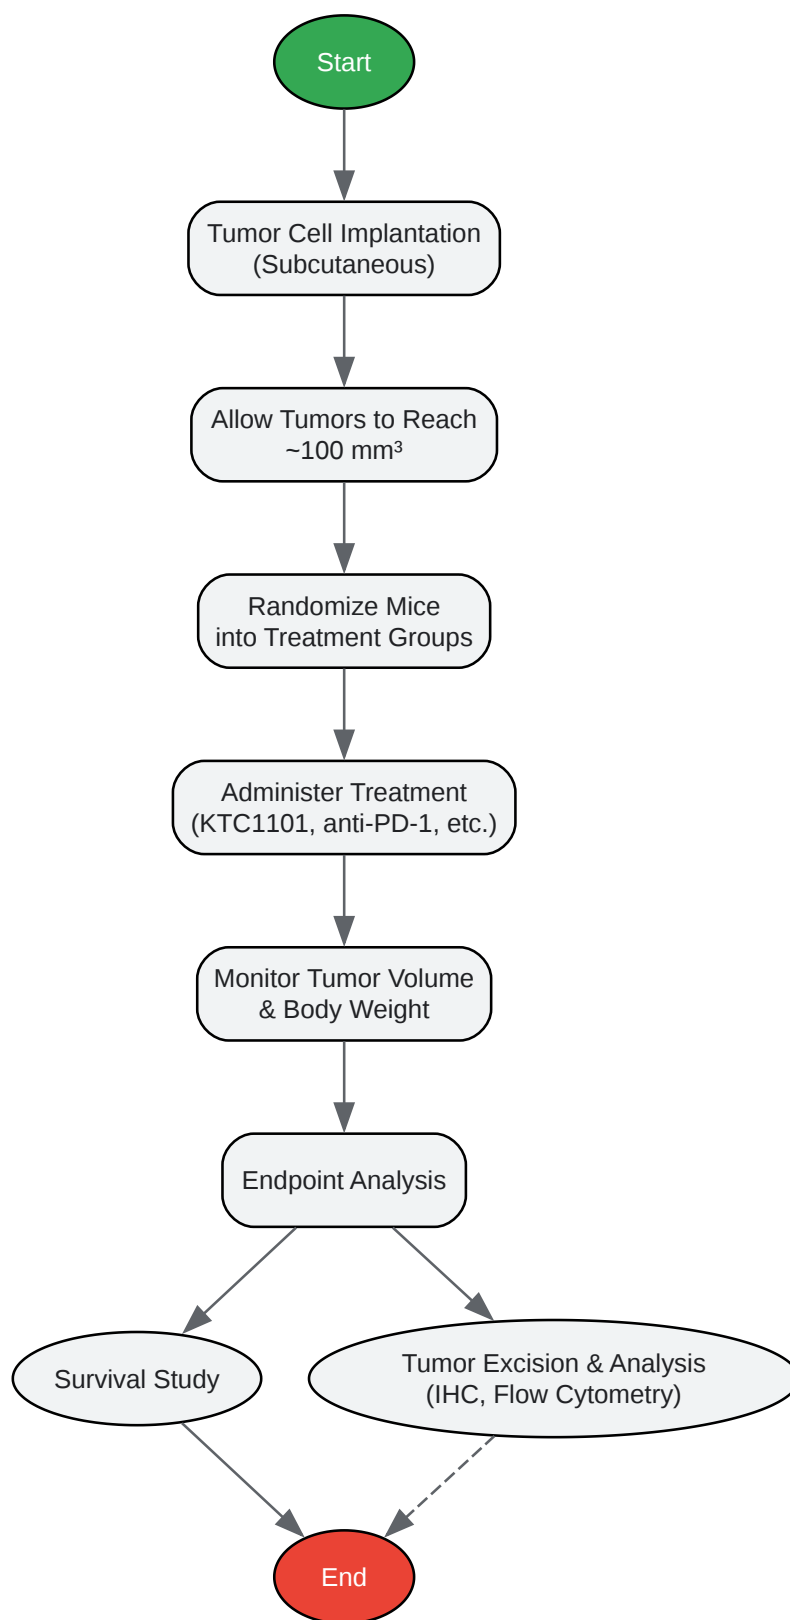 Start
Tumor Cell Implantation
(Subcutaneous)
Allow Tumors to Reach
~100 mm³
Randomize Mice
into Treatment Groups
Administer Treatment
(KTC1101, anti-PD-1, etc.)
Monitor Tumor Volume
& Body Weight
Endpoint Analysis
Survival Study
Tumor Excision & Analysis
(IHC, Flow Cytometry)
End